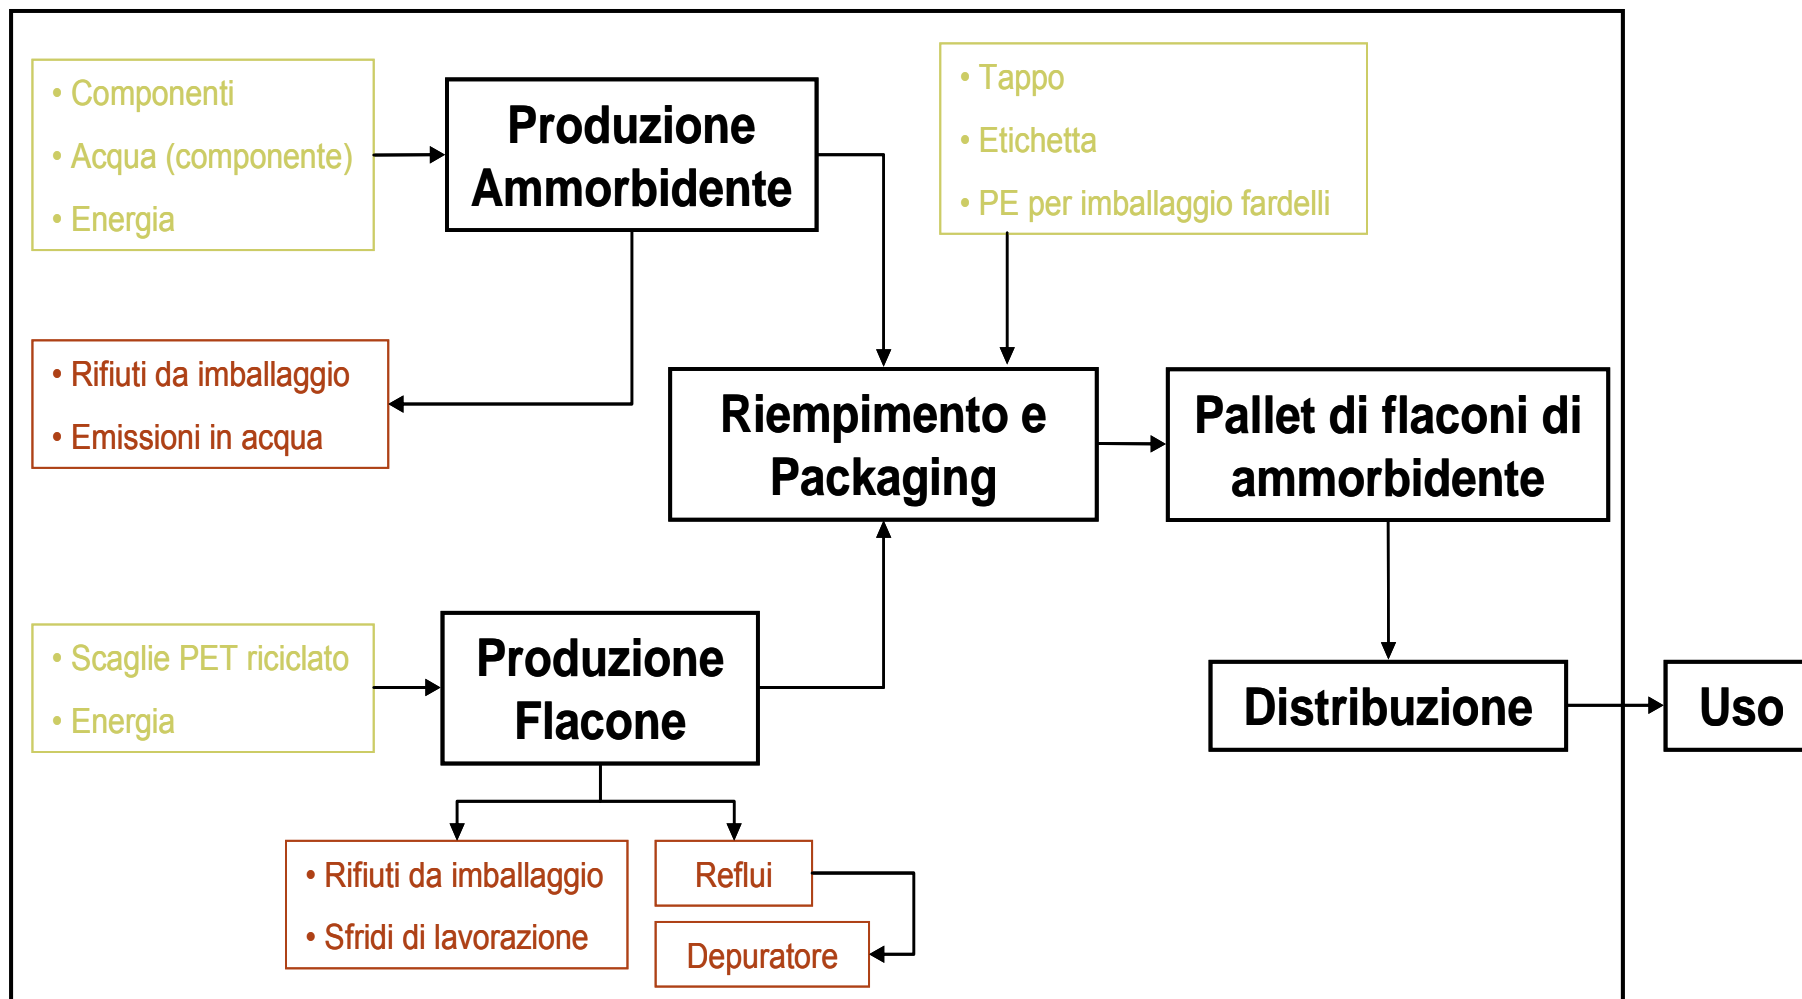 • Componenti
• Acqua (componente)
• Energia
Produzione
Ammorbidente
• Tappo
• Etichetta
• PE per imballaggio fardelli
• Rifiuti da imballaggio
• Emissioni in acqua
Riempimento e
Packaging
Pallet di flaconi di
ammorbidente
• Scaglie PET riciclato
• Energia
Produzione
Flacone
Distribuzione
Uso
• Rifiuti da imballaggio
• Sfridi di lavorazione
Reflui
Depuratore